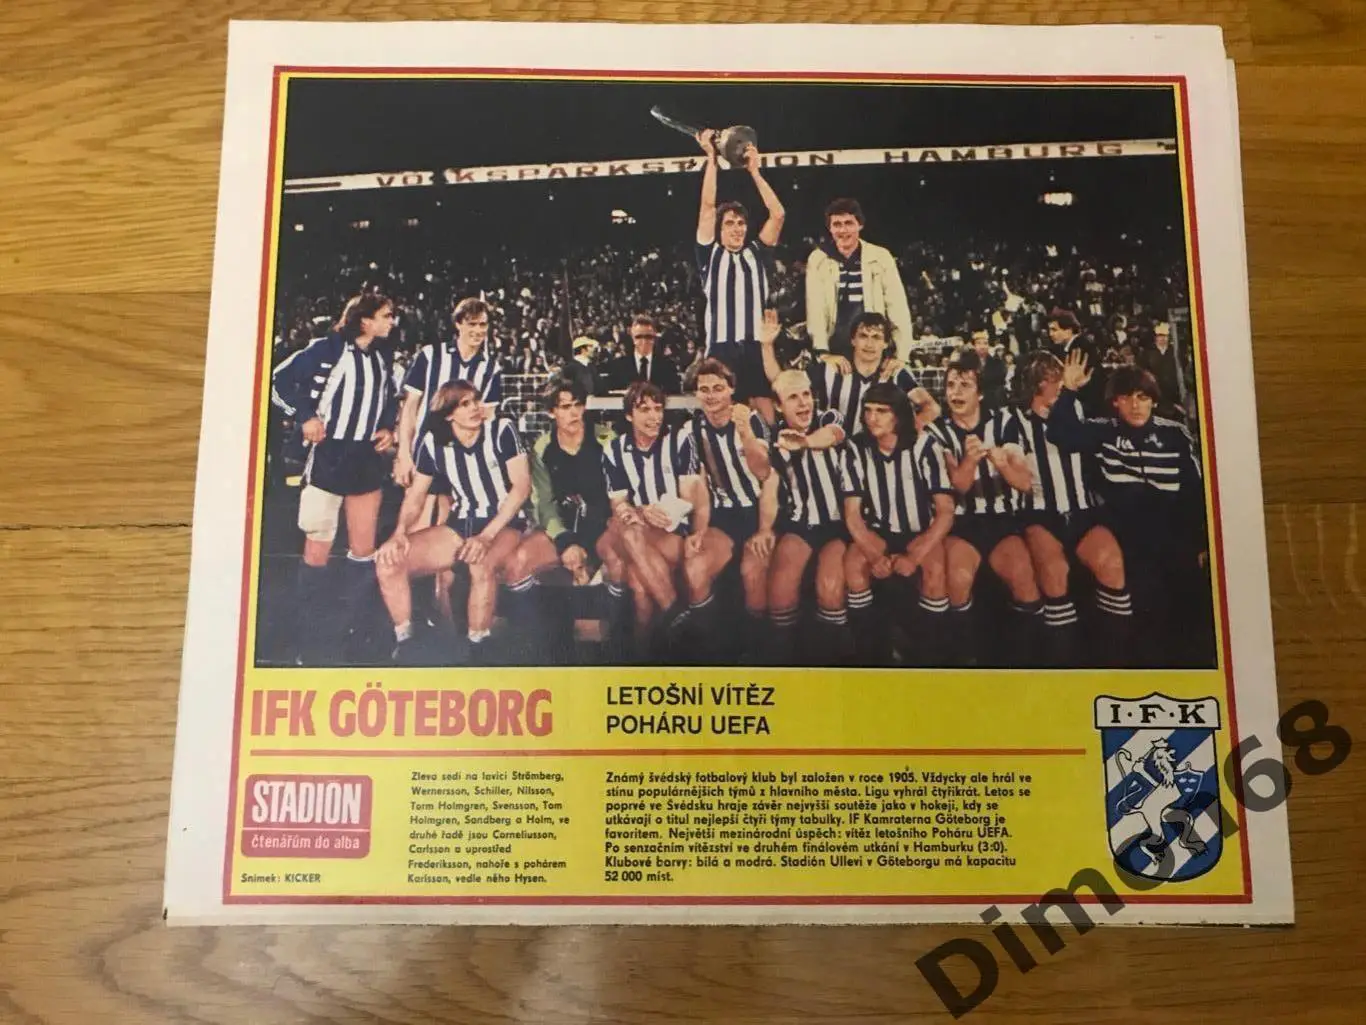 VOLKSPARKSTADION HAMBURG
IFK GÖTEBORG
LETOŠNÍ VÍTĚZ
POHÁRU UEFA
I·F·K
STADIÓN
čtenářům do alba
Snímek: KICKER
Zleva sedí na lavici Strömberg,
Wernersson, Schiller, Nilsson,
Torm Holmgren, Svensson, Tom
Holmgren, Sandberg a Holm, ve
druhé řadě jsou Corneliusson,
Carlsson a uprostřed
Frederiksson, nahoře s pohárem
Karlsson, vedle něho Hysen.
Známý švédský fotbalový klub byl založen v roce 1905. Vždycky ale hrál ve
stínu populárnějších týmů z hlavního města. Ligu vyhrál čtyřikrát. Letos se
poprvé ve Švédsku hraje závěr nejvyšší soutěže jako v hokeji, kdy se
utkávají o titul nejlepší čtyři týmy tabulky. IF Kamraterna Göteborg je
favoritem. Největší mezinárodní úspěch: vítěz letošního Poháru UEFA.
Po senzačním vítězství ve druhém finálovém utkání v Hamburku (3:0).
Klubové barvy: bílá a modrá. Stadión Ullevi v Göteborgu má kapacitu
52 000 míst.
Dimon168